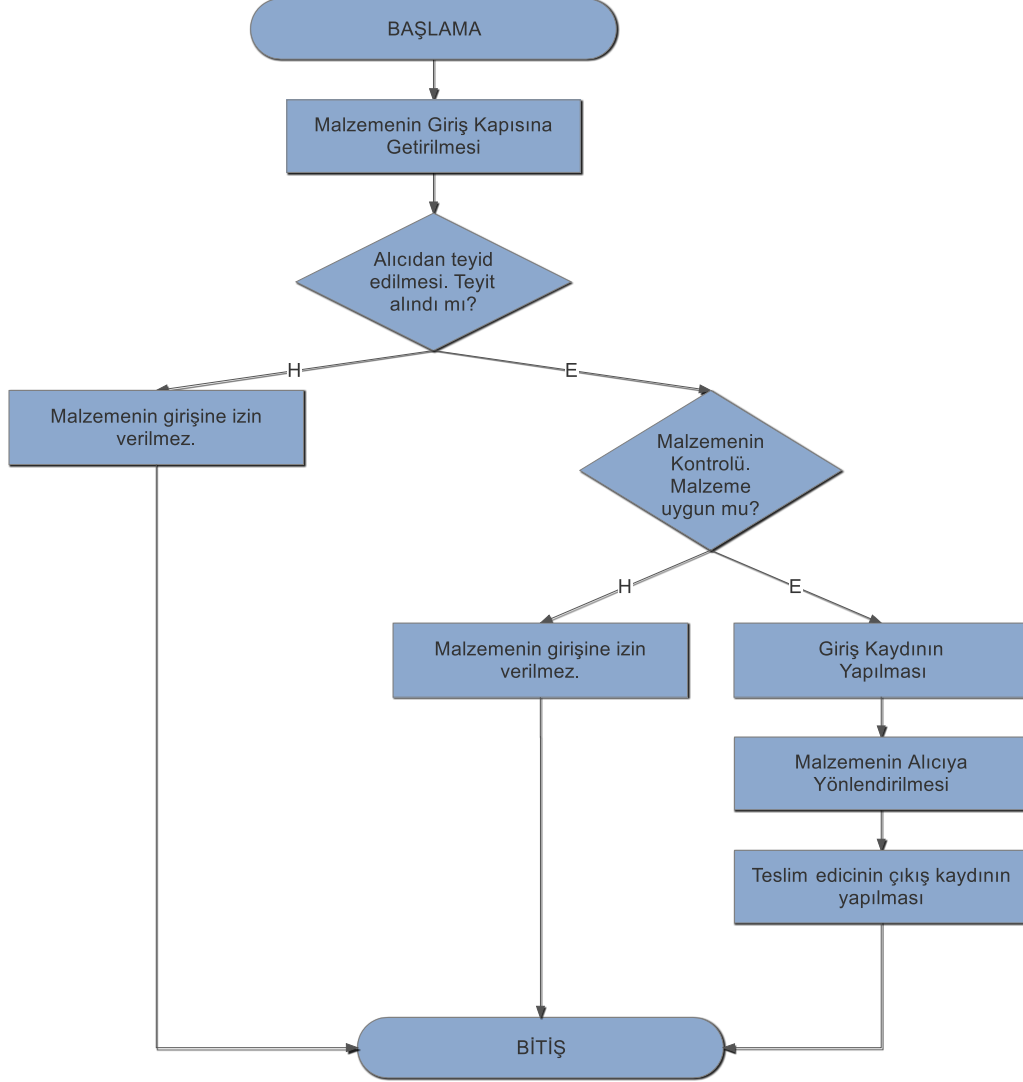 BAŞLAMA
Malzemenin Giriş Kapısına
Getirilmesi
Alıcıdan teyid
edilmesi. Teyit
alındı mı?
H
E
Malzemenin girişine izin
verilmez.
Malzemenin
Kontrolü.
Malzeme
uygun mu?
H
E
Malzemenin girişine izin
verilmez.
Giriş Kaydının
Yapılması
Malzemenin Alıcıya
Yönlendirilmesi
Teslim edicinin çıkış kaydının
yapılması
BİTİŞ